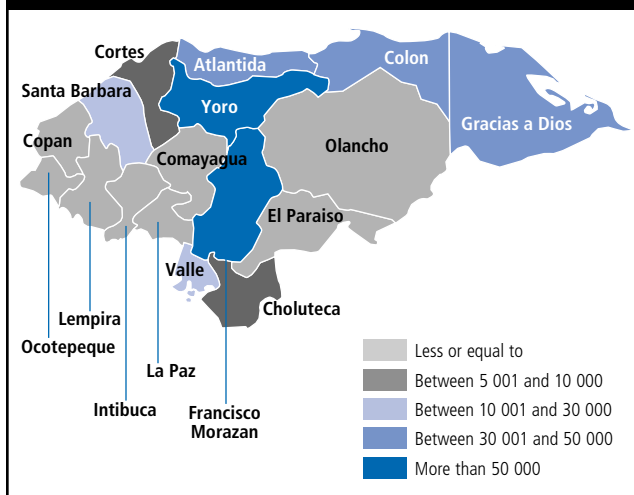 Cortes
Atlantida
Colon
Santa Barbara
Yoro
Gracias a Dios
Copan
Comayagua
Olancho
El Paraiso
Valle
Choluteca
Lempira
Ocotepeque
La Paz
Intibuca
Francisco
Morazan
Less or equal to
Between 5 001 and 10 000
Between 10 001 and 30 000
Between 30 001 and 50 000
More than 50 000